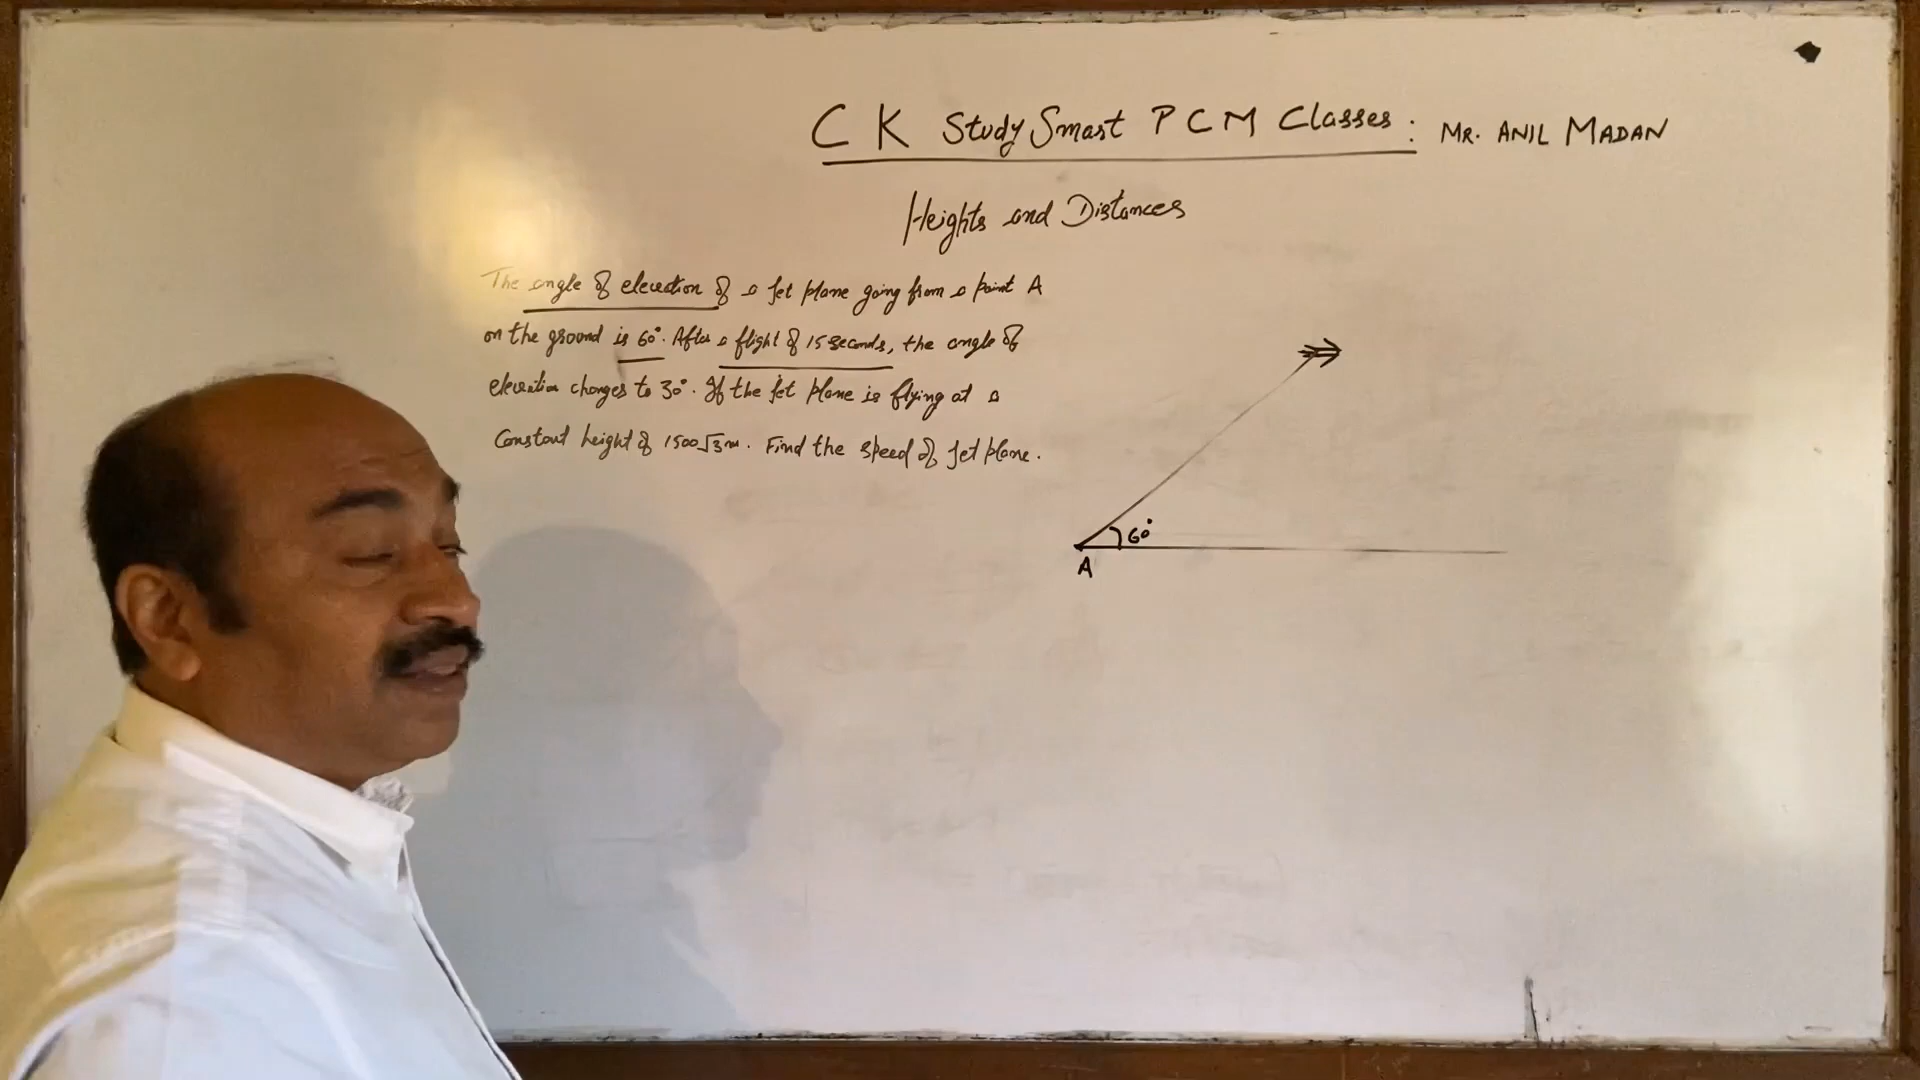 C K Study Smart P C M Classes : MR. ANIL MADAN
Heights and Distances
The angle of elevation of a Jet plane going from a point A
on the ground is 60°. After a flight of 15 seconds, the angle of
elevation changes to 30°. If the jet plane is flying at a
Constant height of 1500√3m. Find the speed of Jet plane.
60°
A